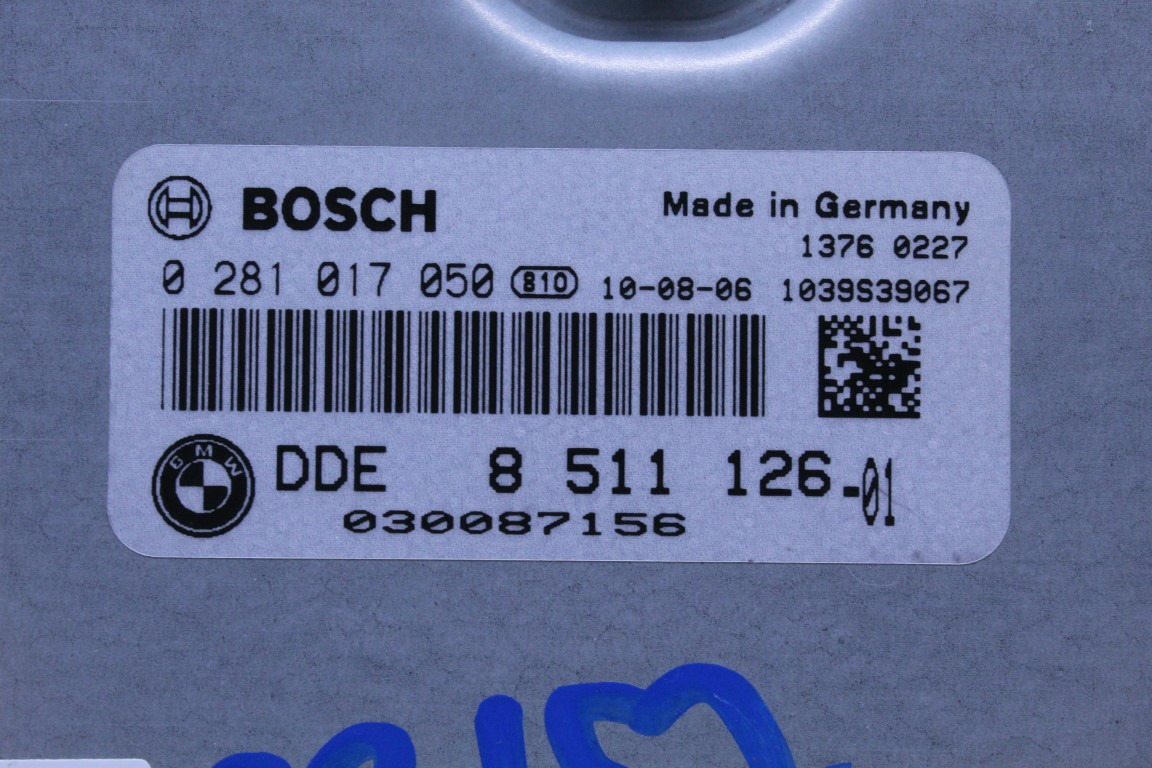 BOSCH
Made in Germany
1376 0227
0 281 017 050 810 10-08-06 1039S39067
BMW DDE 8 511 126-01
030087156